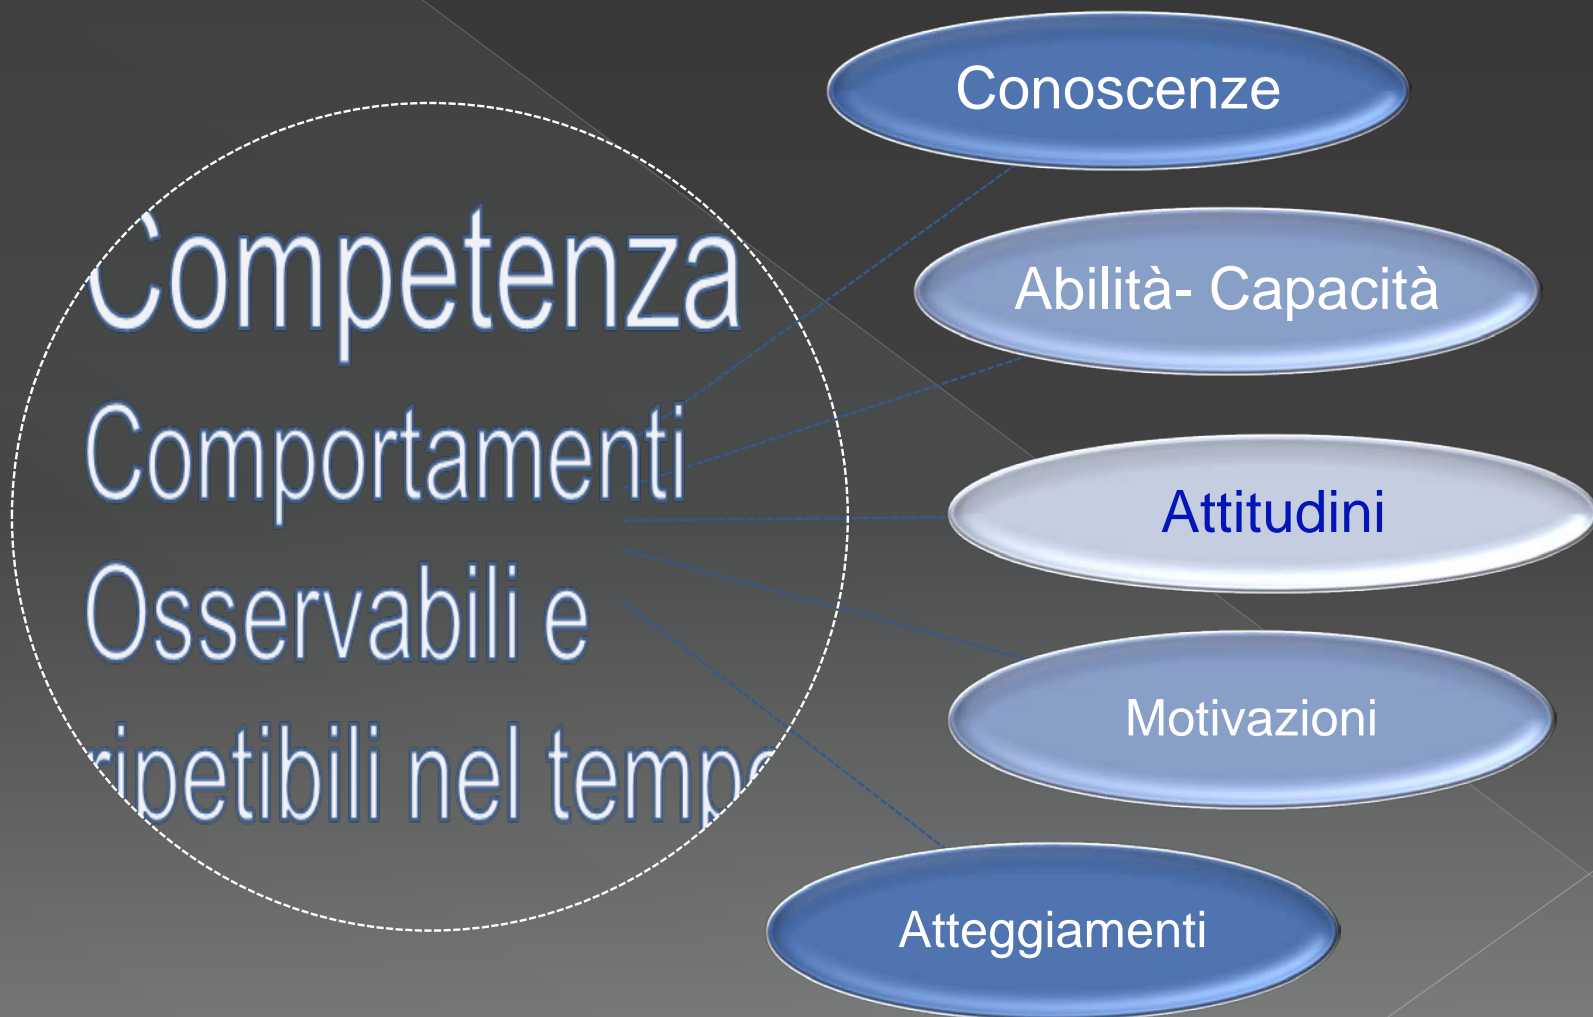 Competenza
Comportamenti
Osservabili e
ripetibili nel tempo
Conoscenze
Abilità- Capacità
Attitudini
Motivazioni
Atteggiamenti